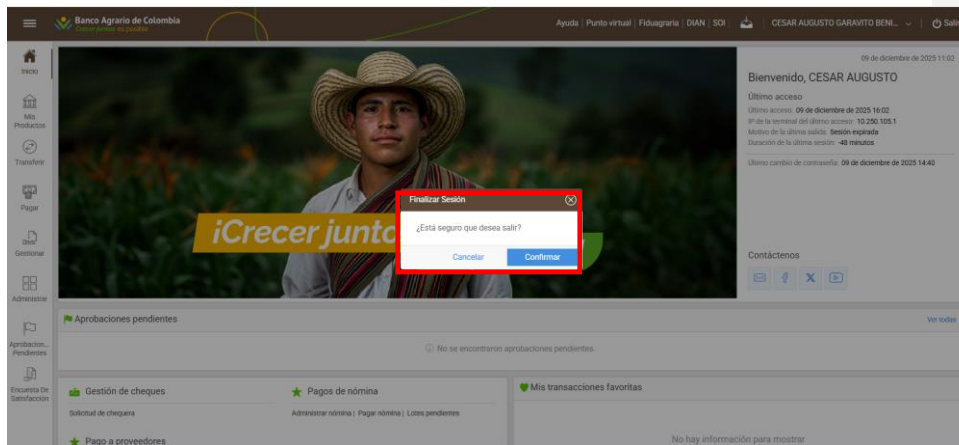 Banco Agrario de Colombia
Crecer juntos es posible
Ayuda | Punto virtual | Fiduagraria | DIAN | SOI
CESAR AUGUSTO GARAVITO BENI...
Salir
Inicio
Mis
Productos
Transferir
Pagar
Gestionar
Administrar
Aprobacion...
Pendientes
Encuesta De
Satisfacción
¡Crecer junto
09 de diciembre de 2025 11:02
Bienvenido, CESAR AUGUSTO
Último acceso
Último acceso: 09 de diciembre de 2025 16:02
IP de la terminal del último acceso: 10.250.105.1
Motivo de la última salida: Sesión expirada
Duración de la última sesión: -48 minutos
Último cambio de contraseña: 09 de diciembre de 2025 14:40
Contáctenos
Finalizar Sesión
¿Está seguro que desea salir?
Cancelar
Confirmar
Aprobaciones pendientes
Ver todas
No se encontraron aprobaciones pendientes.
Gestión de cheques
Solicitud de chequera
Pagos de nómina
Administrar nómina | Pagar nómina | Lotes pendientes
Pago a proveedores
Mis transacciones favoritas
No hay información para mostrar